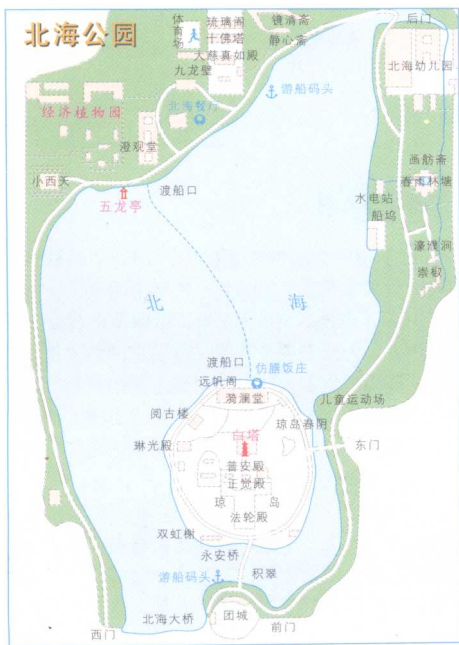 北海公园
体育场
琉璃阁
十佛塔
大慈真如殿
九龙壁
镜清斋
静心斋
后门
北海幼儿园
游船码头
经济植物园
北海餐厅
澄观堂
画舫斋
春雨林塘
小西天
渡船口
五龙亭
水电站
船坞
濠濮涧
崇椒
北海
渡船口
仿膳饭庄
远帆阁
漪澜堂
儿童运动场
阅古楼
琼岛春阴
琳光殿
白塔
东门
普安殿
正觉殿
琼岛
法轮殿
双虹榭
永安桥
游船码头
积翠
北海大桥
团城
西门
前门